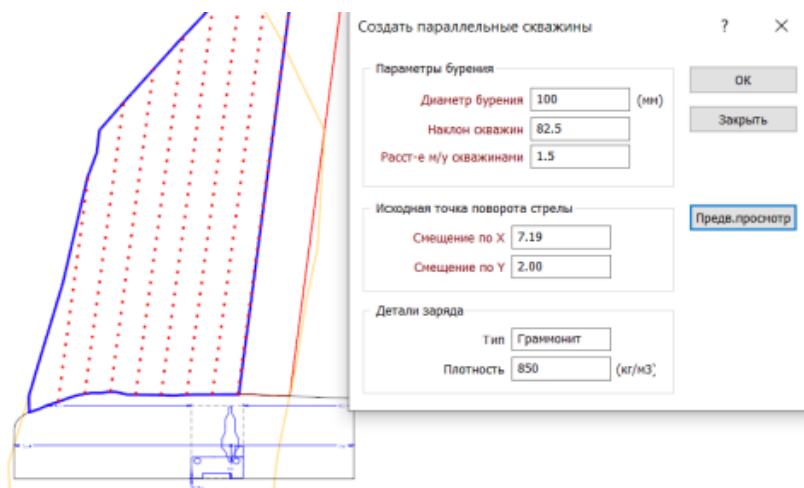 Создать параллельные скважины
?
Параметры бурения
Диаметр бурения 100 (мм)
Наклон скважин 82.5
Расст-е м/у скважинами 1.5
ОК
Закрыть
Исходная точка поворота стрелы
Смещение по X 7.19
Смещение по Y 2.00
Предв.просмотр
Детали заряда
Тип Граммонит
Плотность 850 (кг/м3)